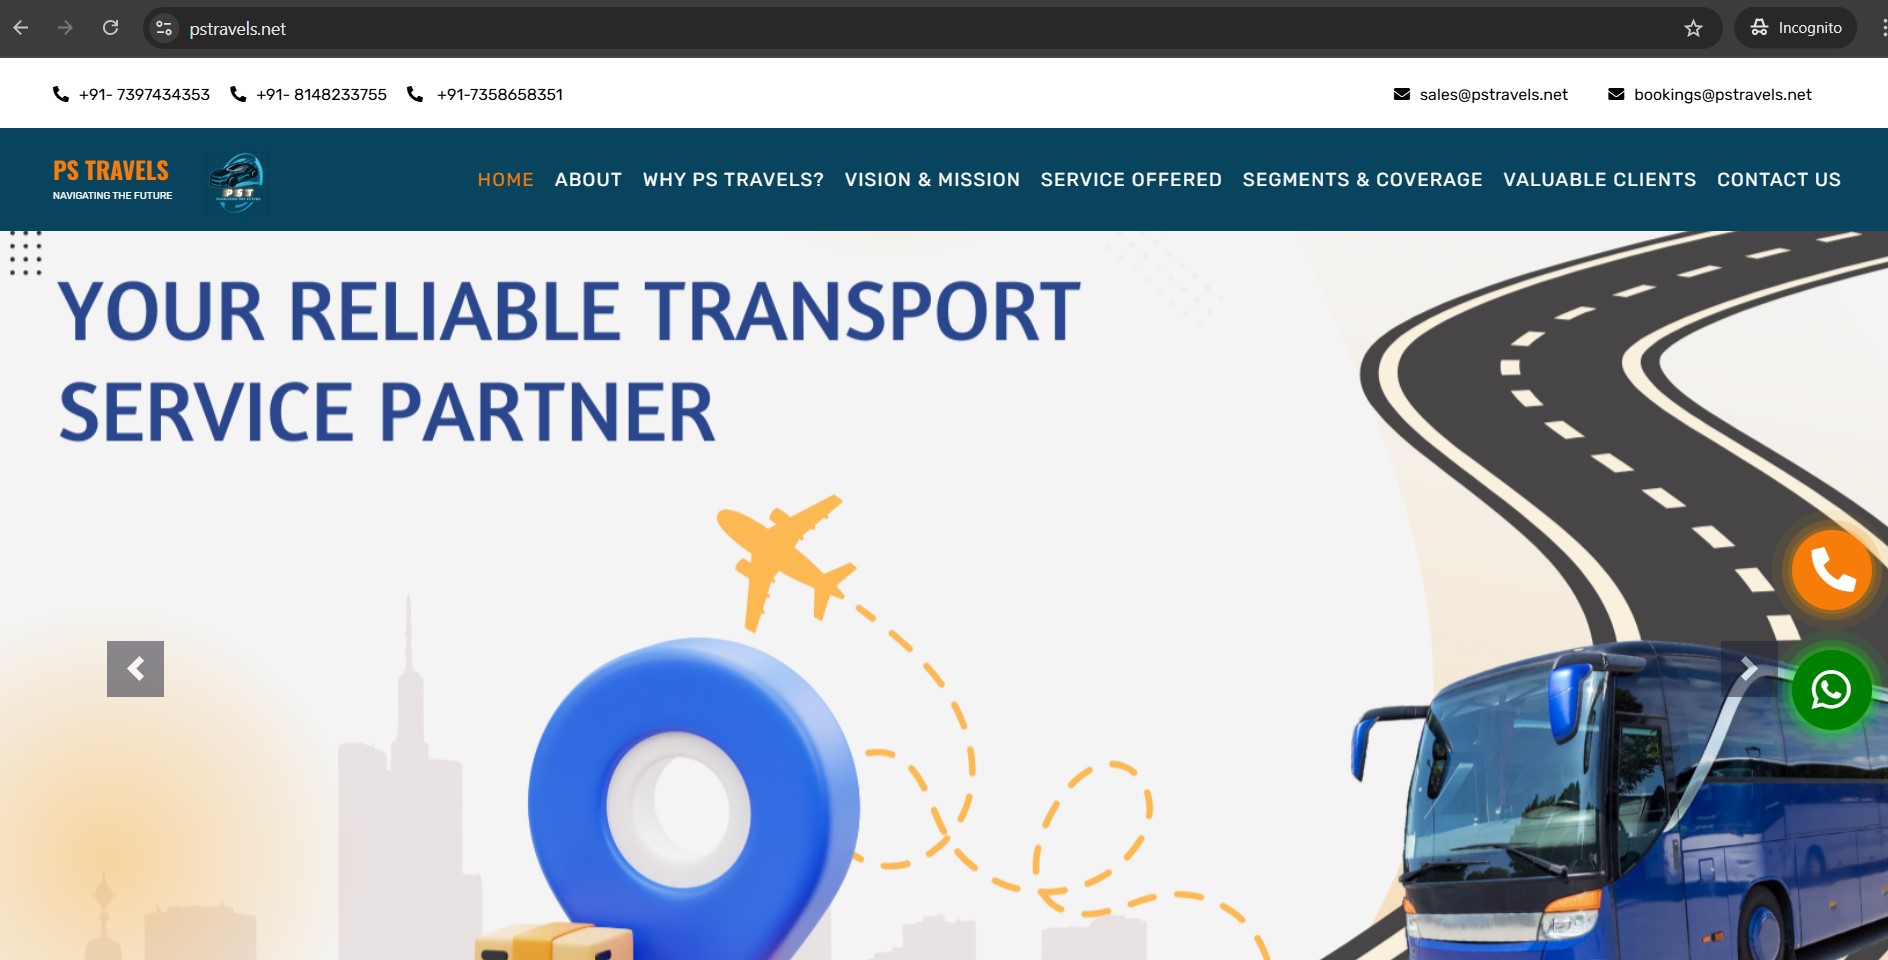 pstravels.net
Incognito
+91- 7397434353 +91- 8148233755 +91-7358658351 sales@pstravels.net bookings@pstravels.net
PS TRAVELS
NAVIGATING THE FUTURE
PST
HOME ABOUT WHY PS TRAVELS? VISION & MISSION SERVICE OFFERED SEGMENTS & COVERAGE VALUABLE CLIENTS CONTACT US
YOUR RELIABLE TRANSPORT
SERVICE PARTNER